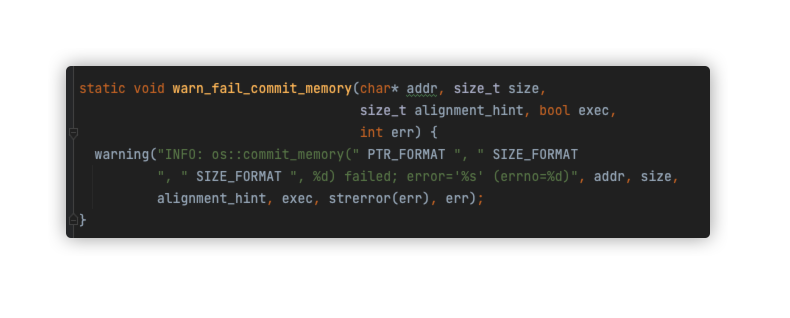 static void warn_fail_commit_memory(char* addr, size_t size,
size_t alignment_hint, bool exec,
int err) {
warning("INFO: os::commit_memory(" PTR_FORMAT ", " SIZE_FORMAT
", " SIZE_FORMAT ", %d) failed; error='%s' (errno=%d)", addr, size,
alignment_hint, exec, strerror(err), err);
}